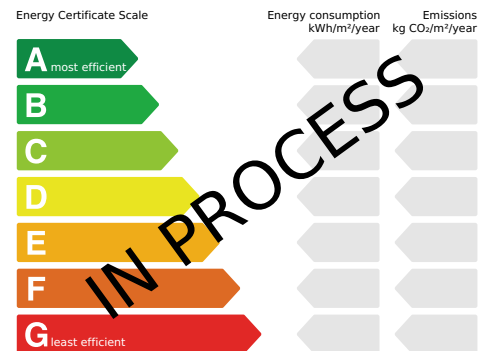 Energy Certificate Scale
Energy consumption
kWh/m²/year
Emissions
kg CO₂/m²/year
A most efficient
B
C
D
E
F
G least efficient
IN PROCESS